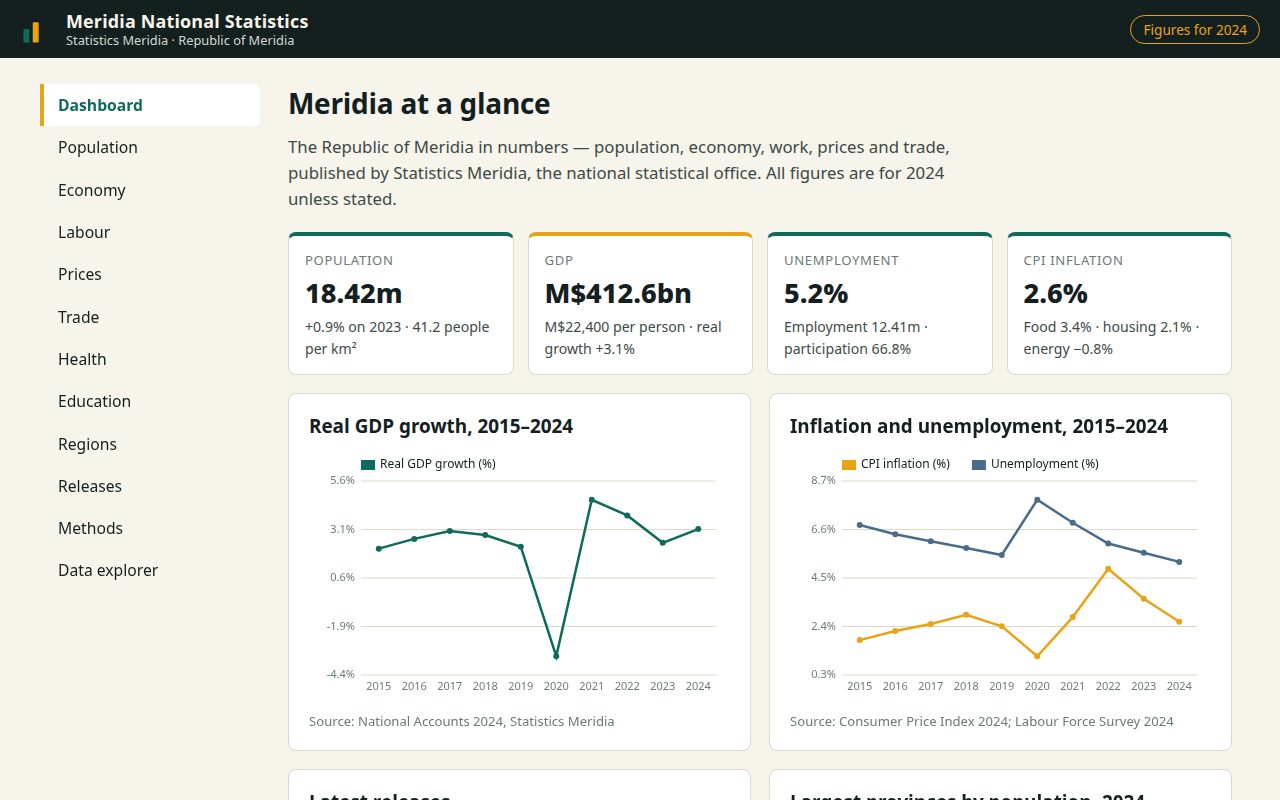 Meridia National Statistics
Statistics Meridia · Republic of Meridia
Figures for 2024
Dashboard
Population
Economy
Labour
Prices
Trade
Health
Education
Regions
Releases
Methods
Data explorer
Meridia at a glance
The Republic of Meridia in numbers — population, economy, work, prices and trade,
published by Statistics Meridia, the national statistical office. All figures are for 2024
unless stated.
POPULATION
18.42m
+0.9% on 2023 · 41.2 people
per km²
GDP
M$412.6bn
M$22,400 per person · real
growth +3.1%
UNEMPLOYMENT
5.2%
Employment 12.41m ·
participation 66.8%
CPI INFLATION
2.6%
Food 3.4% · housing 2.1% ·
energy −0.8%
Real GDP growth, 2015–2024
Real GDP growth (%)
5.6%
3.1%
0.6%
-1.9%
-4.4%
2015 2016 2017 2018 2019 2020 2021 2022 2023 2024
Source: National Accounts 2024, Statistics Meridia
Inflation and unemployment, 2015–2024
CPI inflation (%) Unemployment (%)
8.7%
6.6%
4.5%
2.4%
0.3%
2015 2016 2017 2018 2019 2020 2021 2022 2023 2024
Source: Consumer Price Index 2024; Labour Force Survey 2024
Latest releases
Largest provinces by population, 2024